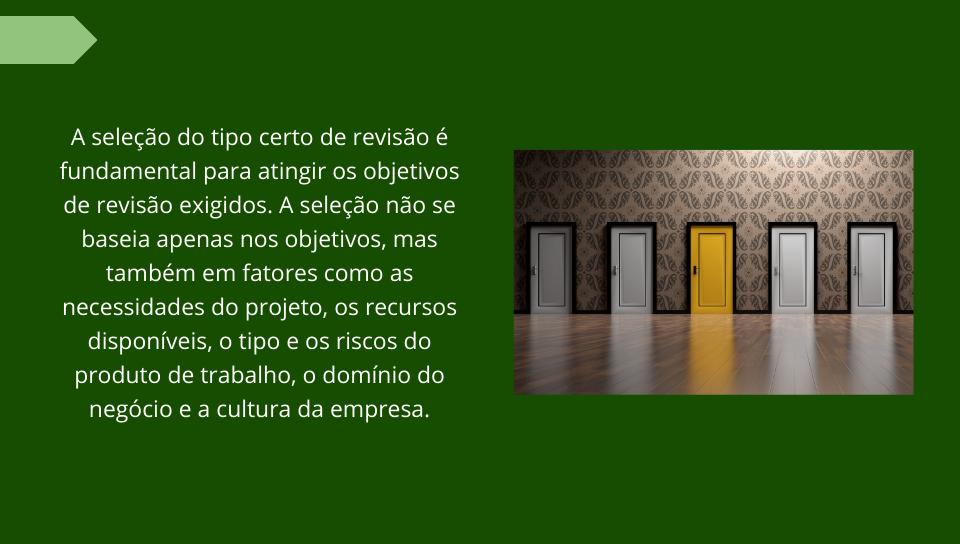 A seleção do tipo certo de revisão é
fundamental para atingir os objetivos
de revisão exigidos. A seleção não se
baseia apenas nos objetivos, mas
também em fatores como as
necessidades do projeto, os recursos
disponíveis, o tipo e os riscos do
produto de trabalho, o domínio do
negócio e a cultura da empresa.